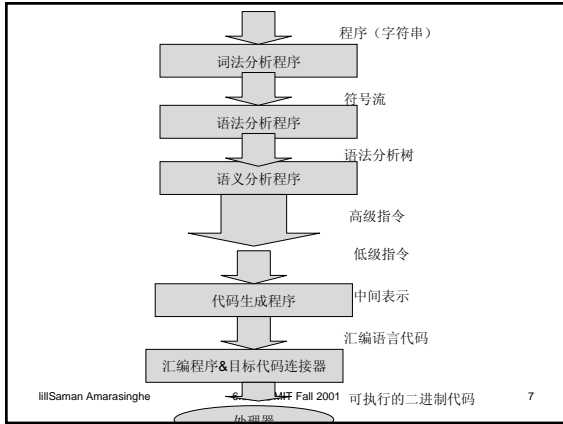 程序（字符串）
词法分析程序
符号流
语法分析程序
语法分析树
语义分析程序
高级指令
低级指令
代码生成程序
中间表示
汇编语言代码
汇编程序&目标代码连接器
可执行的二进制代码
lillSaman Amarasinghe MIT Fall 2001 7
处理器